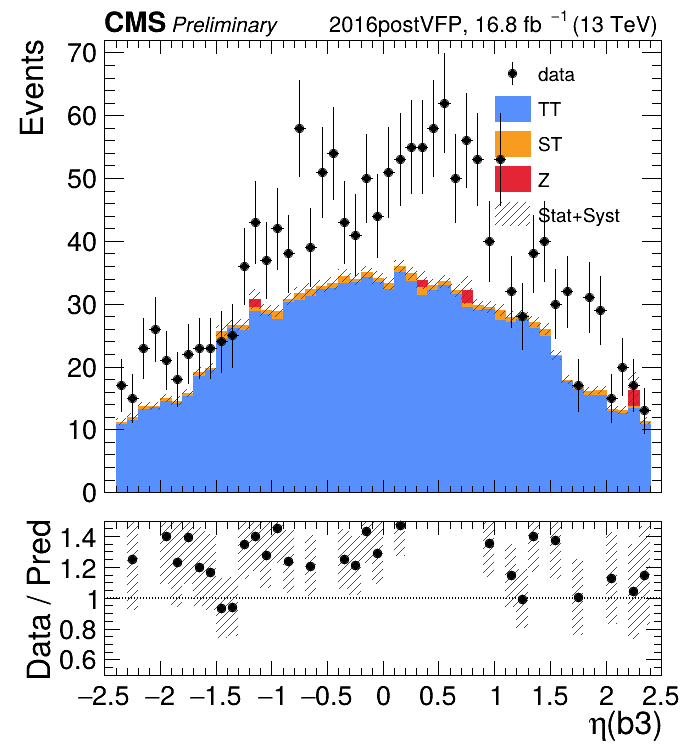 CMS Preliminary 2016postVFP, 16.8 fb ⁻¹ (13 TeV)
Events
70
60
50
40
30
20
10
0
data
TT
ST
Z
Stat+Syst
Data / Pred
1.4
1.2
1
0.8
0.6
−2.5 −2 −1.5 −1 −0.5 0 0.5 1 1.5 2 2.5
η(b3)